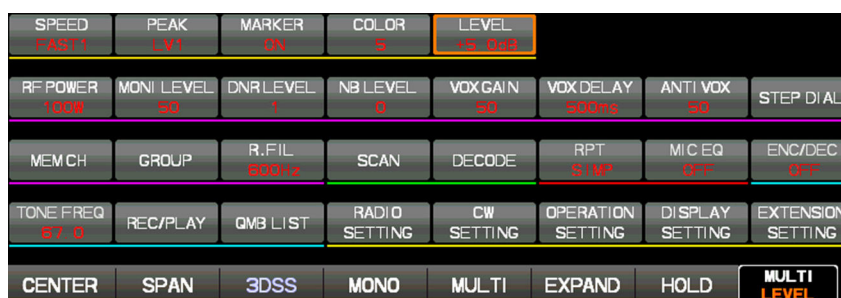 SPEED PEAK MARKER COLOR LEVEL
FAST1 LV1 ON 5 +5.0dB
RF POWER MONI LEVEL DNR LEVEL NB LEVEL VOX GAIN VOX DELAY ANTI VOX STEP DIAL
100W 50 1 0 50 500ms 50
MEM CH GROUP R.FIL SCAN DECODE RPT MIC EQ ENC/DEC
SIMP OFF OFF
TONE FREQ REC/PLAY QMB LIST RADIO SETTING CW SETTING OPERATION SETTING DISPLAY SETTING EXTENSION SETTING
67.0
CENTER SPAN 3DSS MONO MULTI EXPAND HOLD MULTI
LEVEL